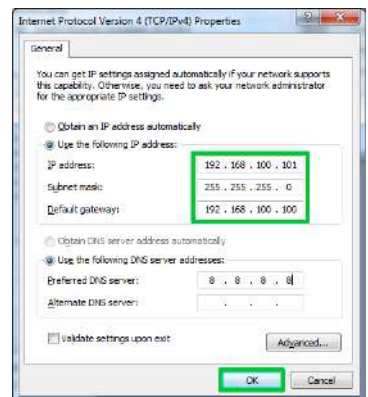 Internet Protocol Version 4 (TCP/IPv4) Properties
General
You can get IP settings assigned automatically if your network supports
this capability. Otherwise, you need to ask your network administrator
for the appropriate IP settings.
Obtain an IP address automatically
Use the following IP address:
IP address: 192 . 168 . 100 . 101
Subnet mask: 255 . 255 . 255 . 0
Default gateway: 192 . 168 . 100 . 100
Obtain DNS server address automatically
Use the following DNS server addresses:
Preferred DNS server: 8 . 8 . 8 . 8
Alternate DNS server: . . .
Validate settings upon exit
Advanced...
OK Cancel